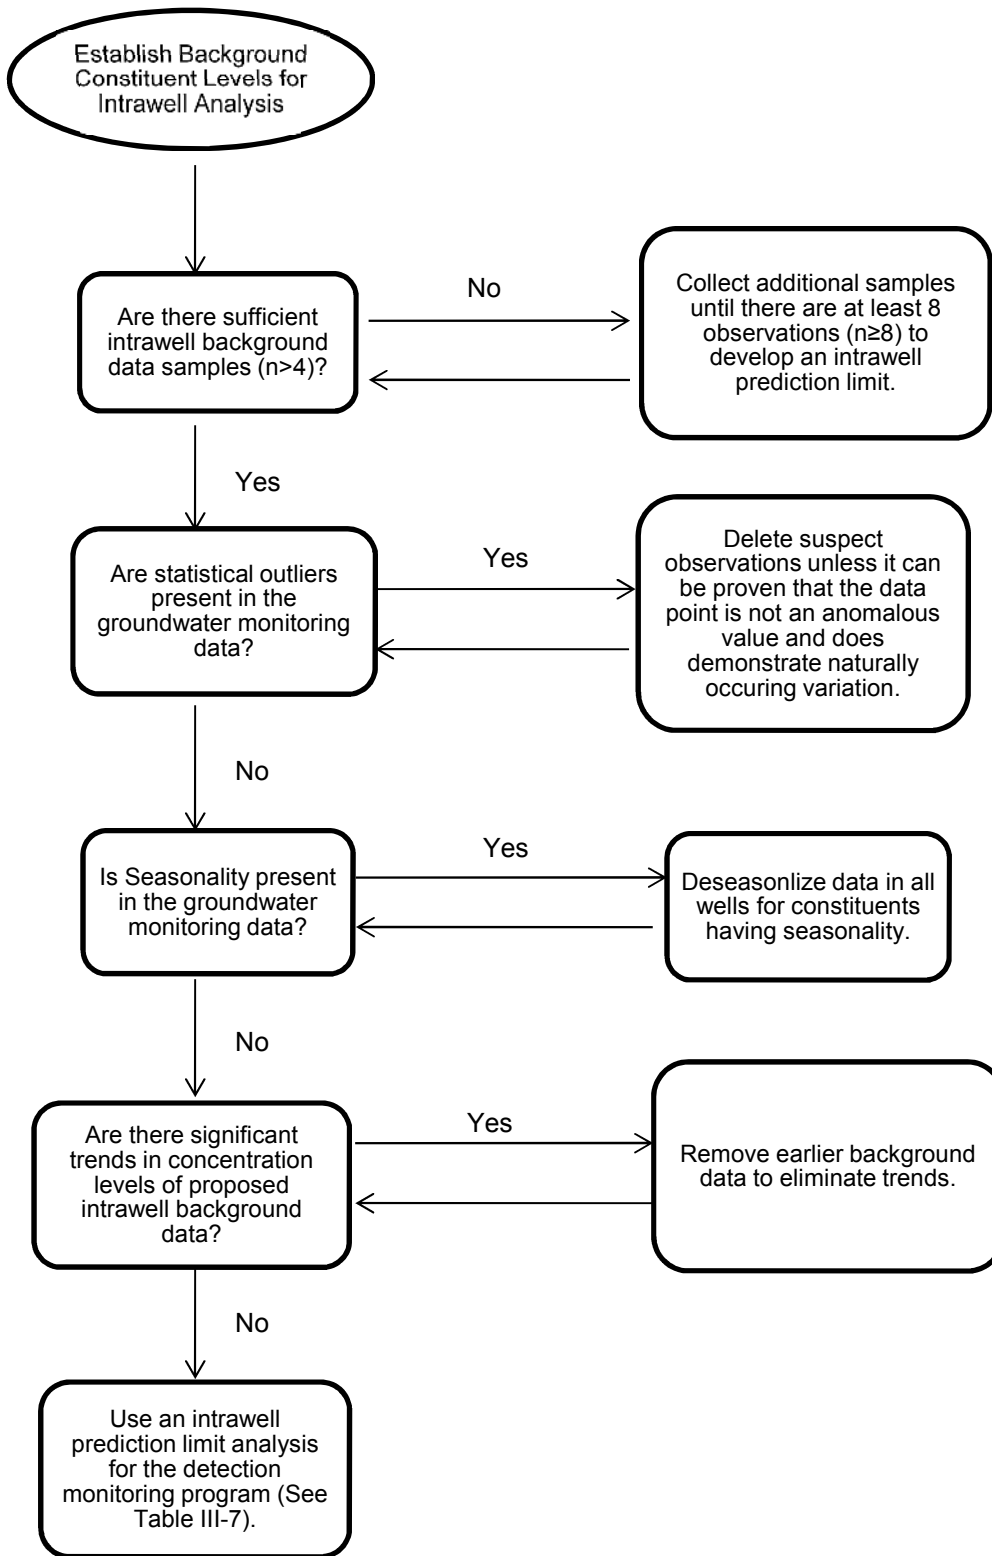 Establish Background
Constituent Levels for
Intrawell Analysis
Are there sufficient
intrawell background
data samples (n>4)?
No
Collect additional samples
until there are at least 8
observations (n≥8) to
develop an intrawell
prediction limit.
Yes
Are statistical outliers
present in the
groundwater monitoring
data?
Yes
Delete suspect
observations unless it can
be proven that the data
point is not an anomalous
value and does
demonstrate naturally
occuring variation.
No
Is Seasonality present
in the groundwater
monitoring data?
Yes
Deseasonlize data in all
wells for constituents
having seasonality.
No
Are there significant
trends in concentration
levels of proposed
intrawell background
data?
Yes
Remove earlier background
data to eliminate trends.
No
Use an intrawell
prediction limit analysis
for the detection
monitoring program (See
Table III-7).